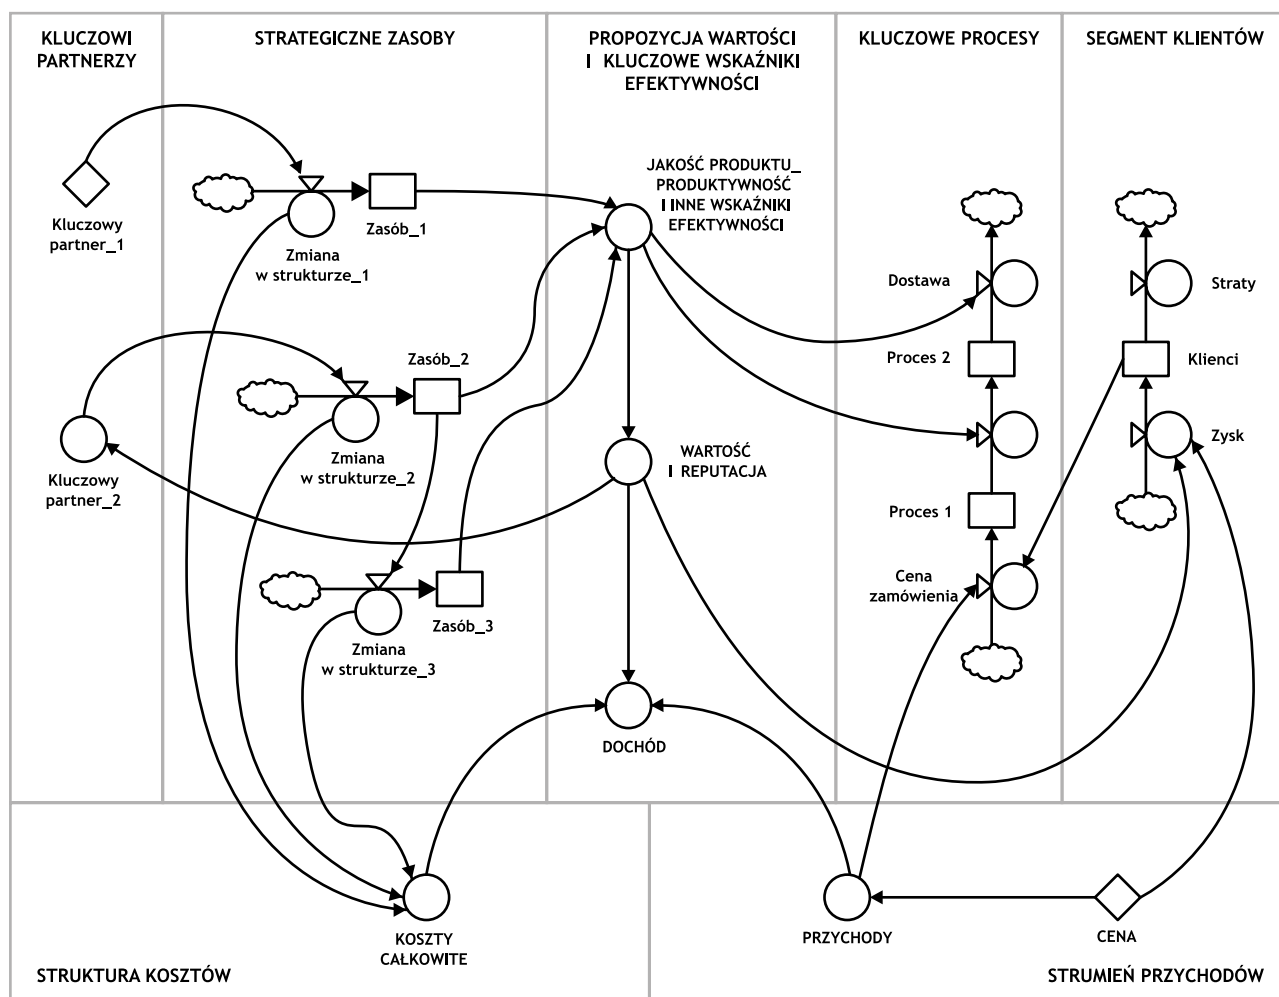 KLUCZOWI
PARTNERZY
STRATEGICZNE ZASOBY
PROPOZYCJA WARTOŚCI
I KLUCZOWE WSKAŹNIKI
EFEKTYWNOŚCI
KLUCZOWE PROCESY
SEGMENT KLIENTÓW
Kluczowy
partner_1
Zmiana
w strukturze_1
Zasób_1
JAKOŚĆ PRODUKTU_
PRODUKTYWNOŚĆ
I INNE WSKAŹNIKI
EFEKTYWNOŚCI
Dostawa
Straty
Zasób_2
Proces 2
Klienci
Kluczowy
partner_2
Zmiana
w strukturze_2
WARTOŚĆ
I REPUTACJA
Zysk
Proces 1
Cena
zamówienia
Zasób_3
Zmiana
w strukturze_3
DOCHÓD
KOSZTY
CAŁKOWITE
PRZYCHODY
CENA
STRUKTURA KOSZTÓW
STRUMIEŃ PRZYCHODÓW